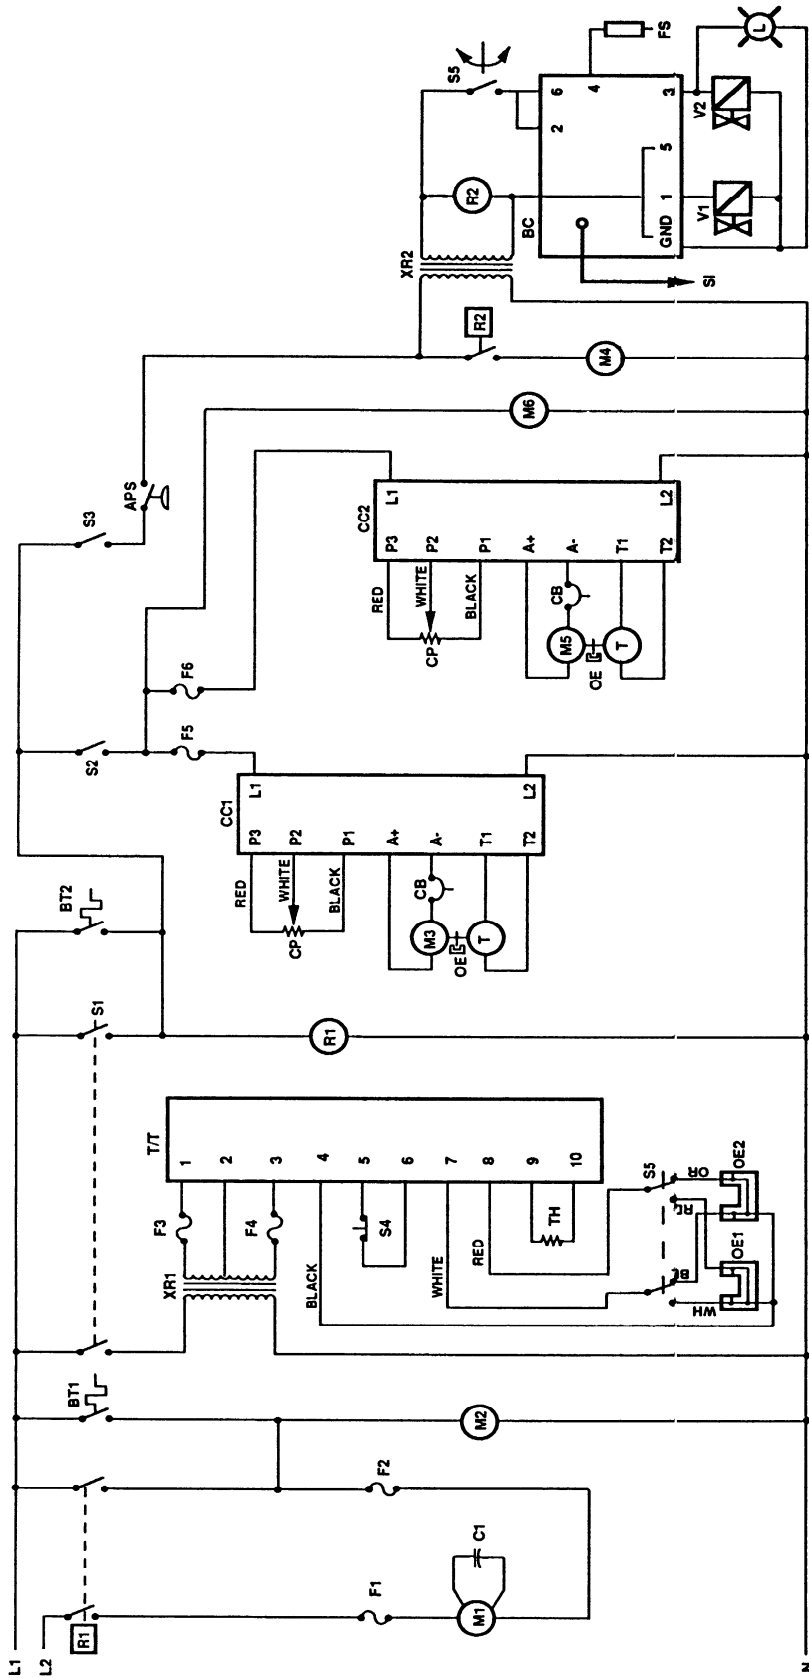 L1
L2
N
R1
F1
M1
C1
F2
BT1
M2
XR1
F3
F4
T/T
1
2
3
4
5
6
7
8
9
10
BLACK
S4
WHITE
RED
TH
S5
WH
BL
RD
OR
OE1
OE2
S1
R1
BT2
S2
F5
F6
CC1
L1
L2
P3
P2
P1
A+
A-
T1
T2
RED
WHITE
BLACK
CP
CB
M3
OE
T
S3
APS
CC2
L1
L2
P3
P2
P1
A+
A-
T1
T2
RED
WHITE
BLACK
CP
CB
M5
OE
T
M6
R2
M4
XR2
R2
S5
BC
2
6
4
FS
GND
1
5
3
SI
V1
V2
L